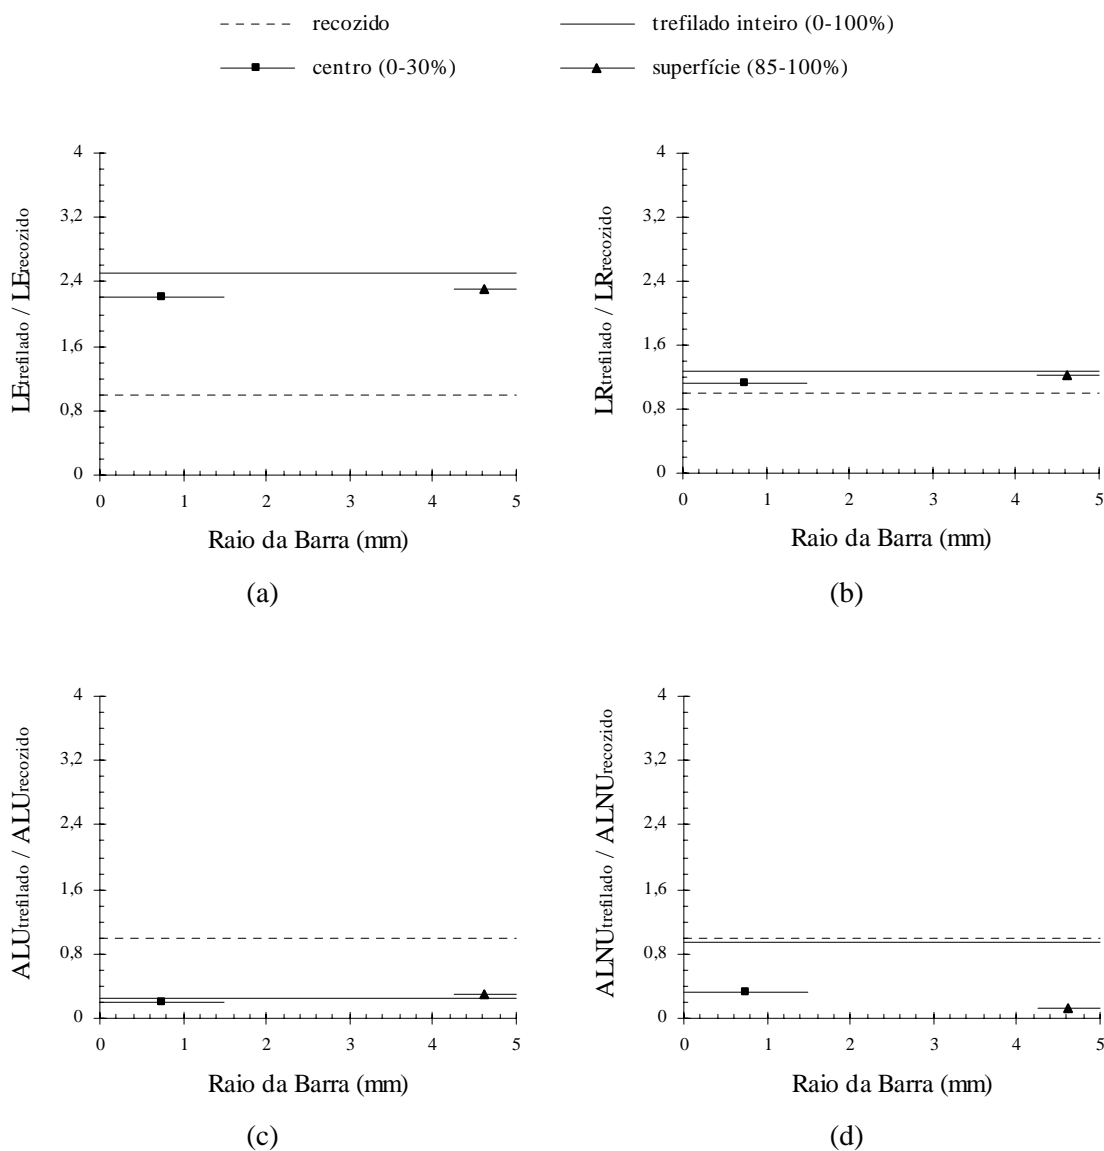 recozido
trefilado inteiro (0-100%)
centro (0-30%)
superfície (85-100%)
LEtrefilado / LErecozido
4
3,2
2,4
1,6
0,8
0
0 1 2 3 4 5
Raio da Barra (mm)
(a)
LRtrefilado / LRrecozido
4
3,2
2,4
1,6
0,8
0
0 1 2 3 4 5
Raio da Barra (mm)
(b)
ALUtrefilado / ALUrecozido
4
3,2
2,4
1,6
0,8
0
0 1 2 3 4 5
Raio da Barra (mm)
(c)
ALNUtrefilado / ALNUrecozido
4
3,2
2,4
1,6
0,8
0
0 1 2 3 4 5
Raio da Barra (mm)
(d)